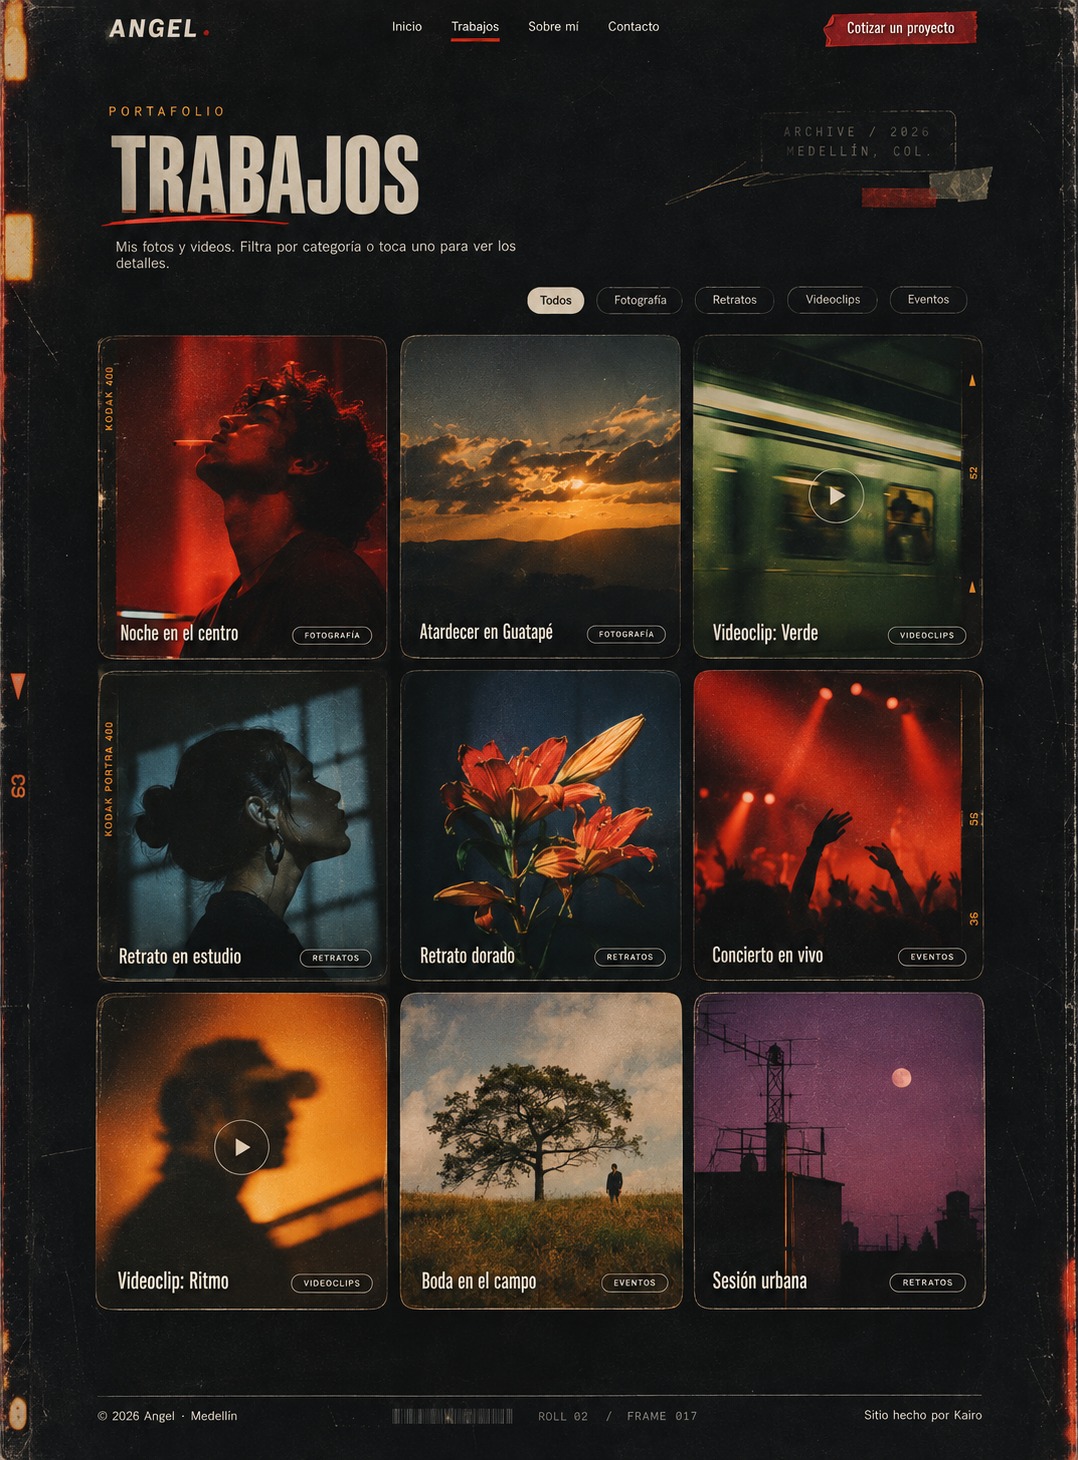 ANGEL.
Inicio
Trabajos
Sobre mí
Contacto
Cotizar un proyecto
PORTAFOLIO
TRABAJOS
ARCHIVE / 2026
MEDELLÍN, COL.
Mis fotos y videos. Filtra por categoría o toca uno para ver los
detalles.
Todos
Fotografía
Retratos
Videoclips
Eventos
KODAK 400
Noche en el centro
FOTOGRAFÍA
Atardecer en Guatapé
FOTOGRAFÍA
52
Videoclip: Verde
VIDEOCLIPS
63
KODAK PORTRA 400
Retrato en estudio
RETRATOS
Retrato dorado
RETRATOS
56
36
Concierto en vivo
EVENTOS
Videoclip: Ritmo
VIDEOCLIPS
Boda en el campo
EVENTOS
Sesión urbana
RETRATOS
© 2026 Angel · Medellín
ROLL 02 / FRAME 017
Sitio hecho por Kairo